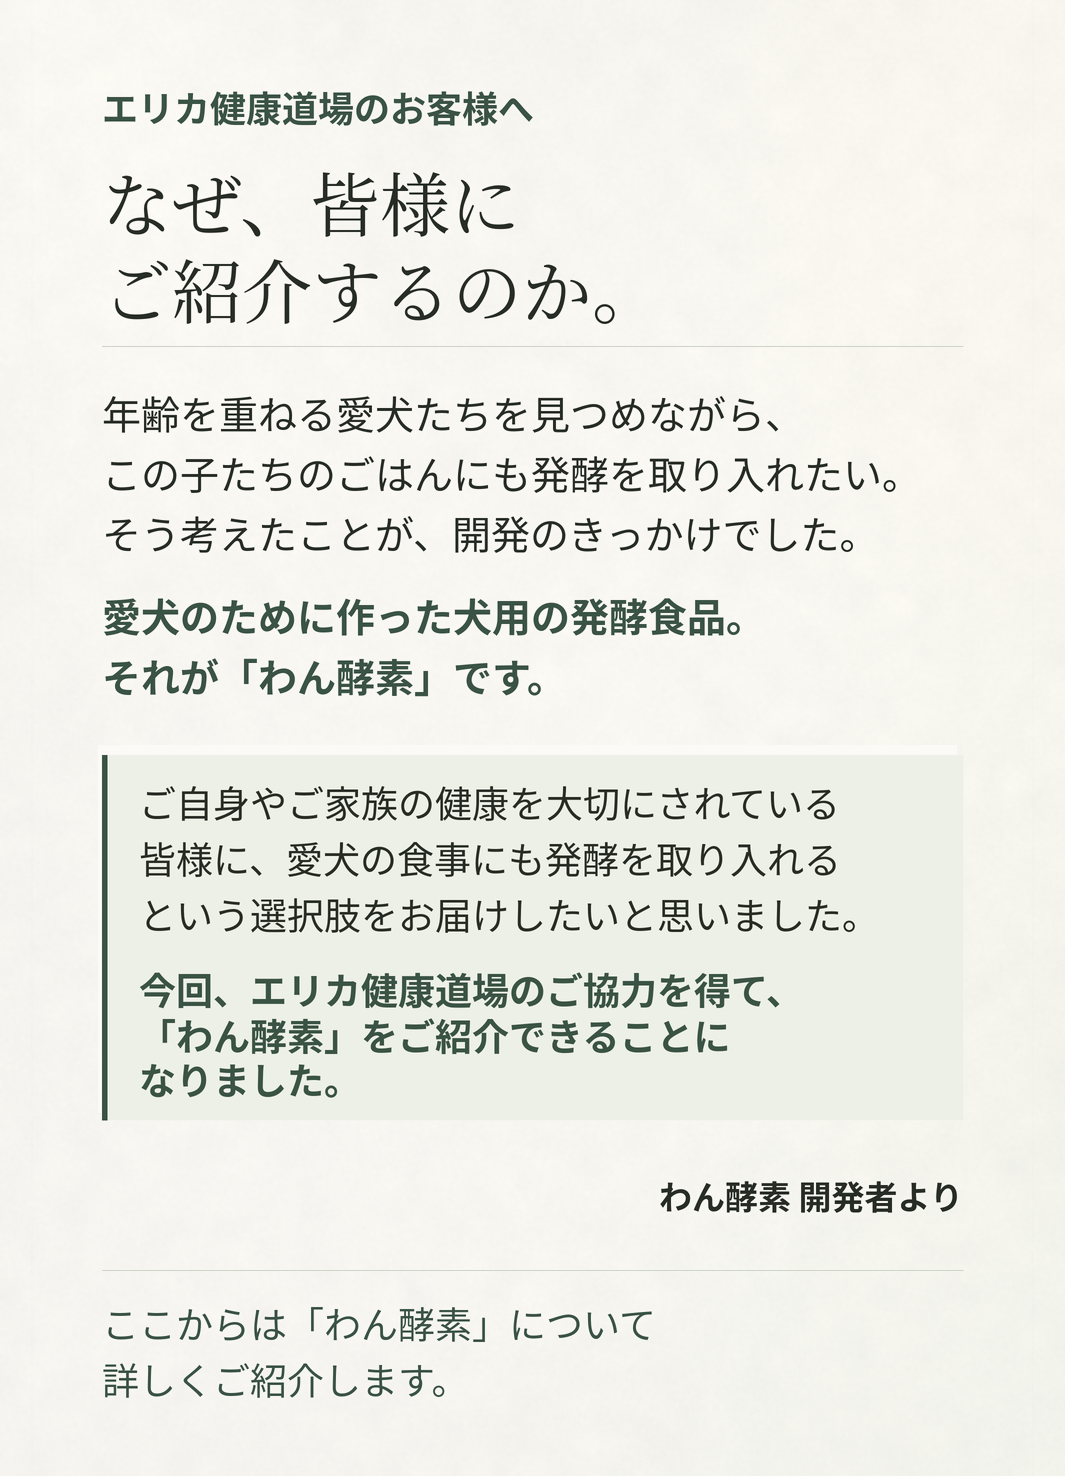 エリカ健康道場のお客様へ
なぜ、皆様に
ご紹介するのか。
年齢を重ねる愛犬たちを見つめながら、
この子たちのごはんにも発酵を取り入れたい。
そう考えたことが、開発のきっかけでした。
愛犬のために作った犬用の発酵食品。
それが「わん酵素」です。
ご自身やご家族の健康を大切にされている
皆様に、愛犬の食事にも発酵を取り入れる
という選択肢をお届けしたいと思いました。
今回、エリカ健康道場のご協力を得て、
「わん酵素」をご紹介できることに
なりました。
わん酵素 開発者より
ここからは「わん酵素」について
詳しくご紹介します。